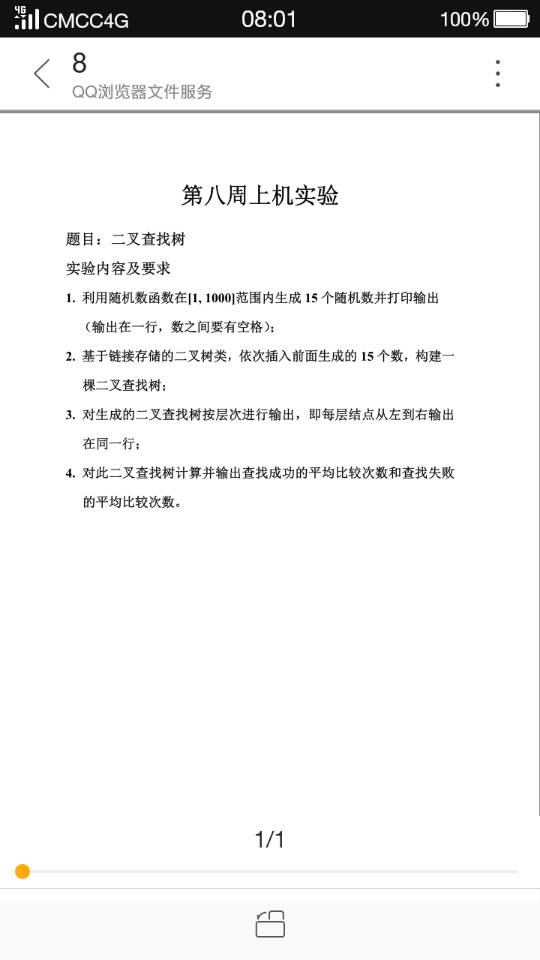 4G CMCC4G 08:01 100%
8
QQ浏览器文件服务
第八周上机实验
题目：二叉查找树
实验内容及要求
1. 利用随机数函数在[1, 1000]范围内生成 15 个随机数并打印输出
（输出在一行，数之间要有空格）；
2. 基于链接存储的二叉树类，依次插入前面生成的 15 个数，构建一
棵二叉查找树；
3. 对生成的二叉查找树按层次进行输出，即每层结点从左到右输出
在同一行；
4. 对此二叉查找树计算并输出查找成功的平均比较次数和查找失败
的平均比较次数。
1/1